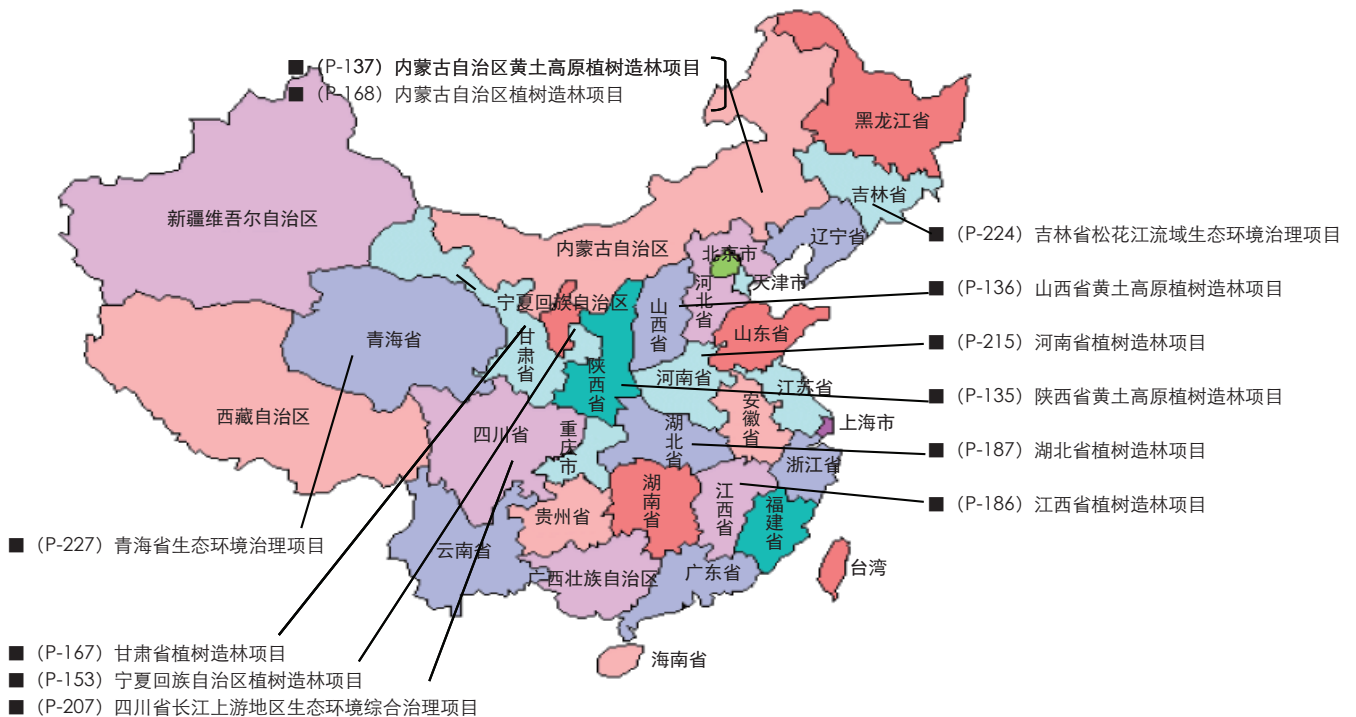 ■ （P-137）内蒙古自治区黄土高原植树造林项目
■ （P-168）内蒙古自治区植树造林项目
黑龙江省
吉林省
新疆维吾尔自治区
辽宁省
■ （P-224）吉林省松花江流域生态环境治理项目
内蒙古自治区
北京市
天津市
河北省
■ （P-136）山西省黄土高原植树造林项目
宁夏回族自治区
山西省
山东省
青海省
甘肃省
■ （P-215）河南省植树造林项目
陕西省
河南省
江苏省
■ （P-135）陕西省黄土高原植树造林项目
西藏自治区
安徽省
上海市
四川省
重庆市
湖北省
■ （P-187）湖北省植树造林项目
浙江省
湖南省
江西省
■ （P-186）江西省植树造林项目
贵州省
福建省
■ （P-227）青海省生态环境治理项目
云南省
广西壮族自治区
广东省
台湾
■ （P-167）甘肃省植树造林项目
海南省
■ （P-153）宁夏回族自治区植树造林项目
■ （P-207）四川省长江上游地区生态环境综合治理项目